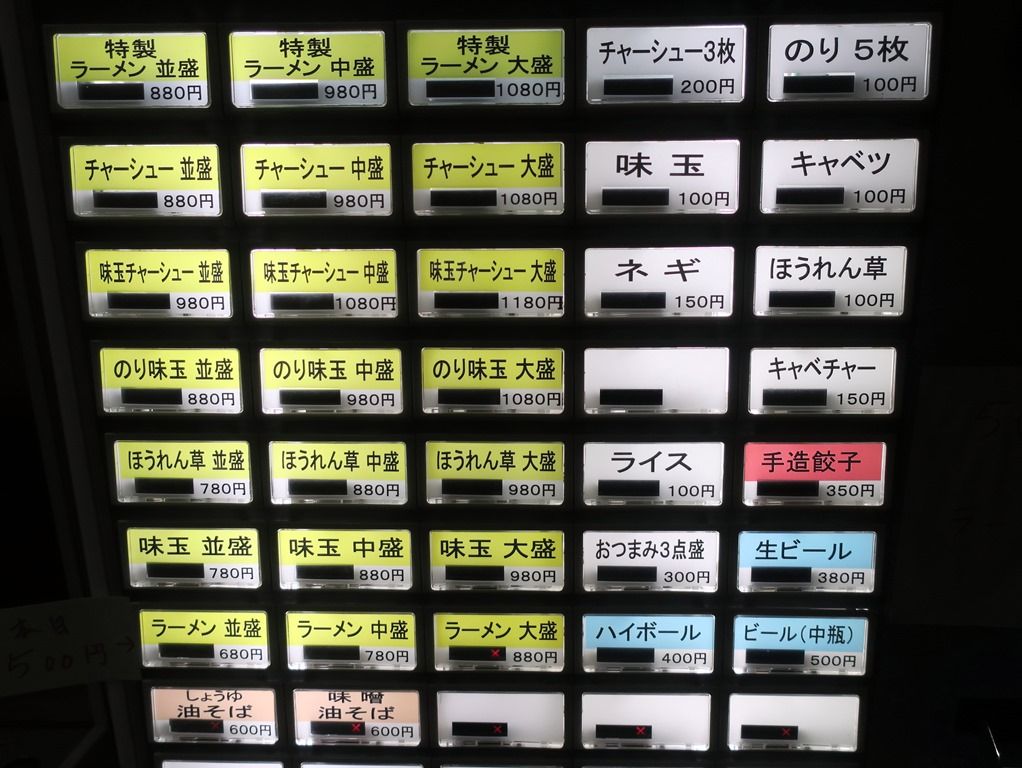 特製
ラーメン 並盛
880円
特製
ラーメン 中盛
980円
特製
ラーメン 大盛
1080円
チャーシュー3枚
200円
のり 5枚
100円
チャーシュー 並盛
880円
チャーシュー 中盛
980円
チャーシュー 大盛
1080円
味 玉
100円
キャベツ
100円
味玉チャーシュー 並盛
980円
味玉チャーシュー 中盛
1080円
味玉チャーシュー 大盛
1180円
ネ ギ
150円
ほうれん草
100円
のり味玉 並盛
880円
のり味玉 中盛
980円
のり味玉 大盛
1080円
キャベチャー
150円
ほうれん草 並盛
780円
ほうれん草 中盛
880円
ほうれん草 大盛
980円
ライス
100円
手造餃子
350円
味玉 並盛
780円
味玉 中盛
880円
味玉 大盛
980円
おつまみ3点盛
300円
生ビール
380円
本日
500円→
ラーメン 並盛
680円
ラーメン 中盛
780円
ラーメン 大盛
× 880円
ハイボール
400円
ビール(中瓶)
500円
しょうゆ
油そば
× 600円
味 噌
油そば
× 600円
×
×
×